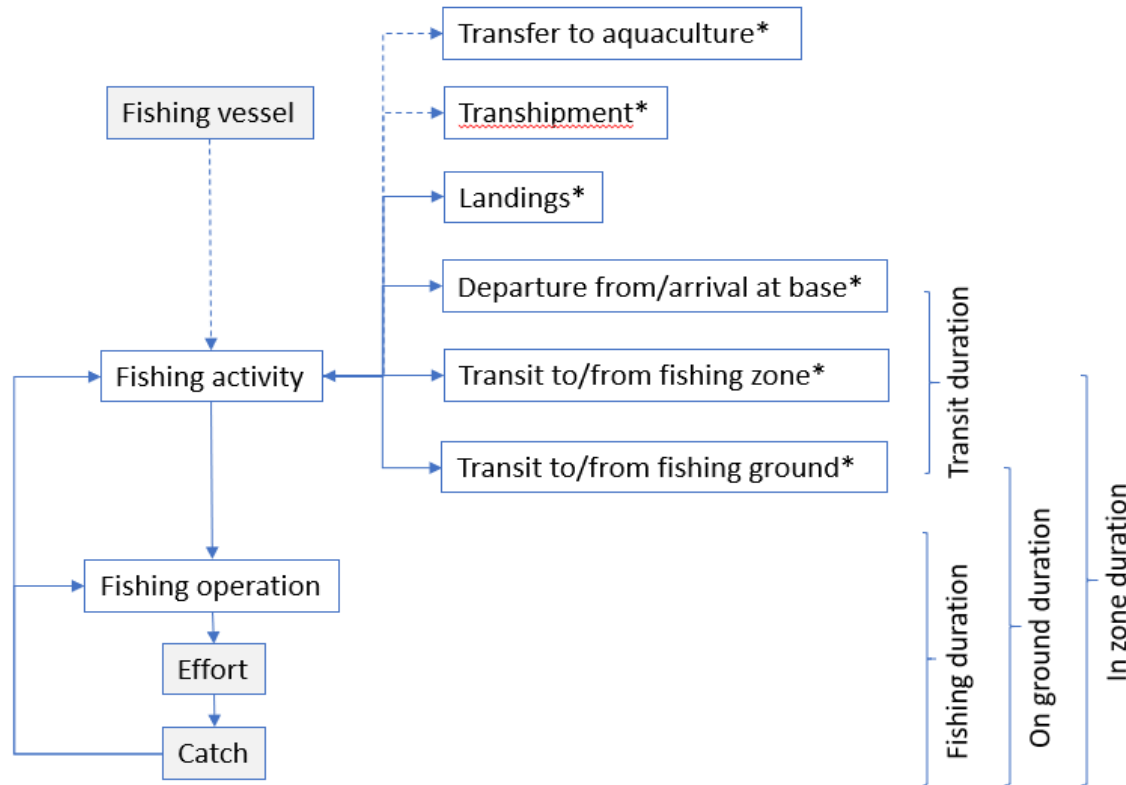 Transfer to aquaculture*
Fishing vessel
Transhipment*
Landings*
Departure from/arrival at base*
Fishing activity
Transit to/from fishing zone*
Transit to/from fishing ground*
Transit duration
Fishing operation
Effort
Catch
Fishing duration
On ground duration
In zone duration